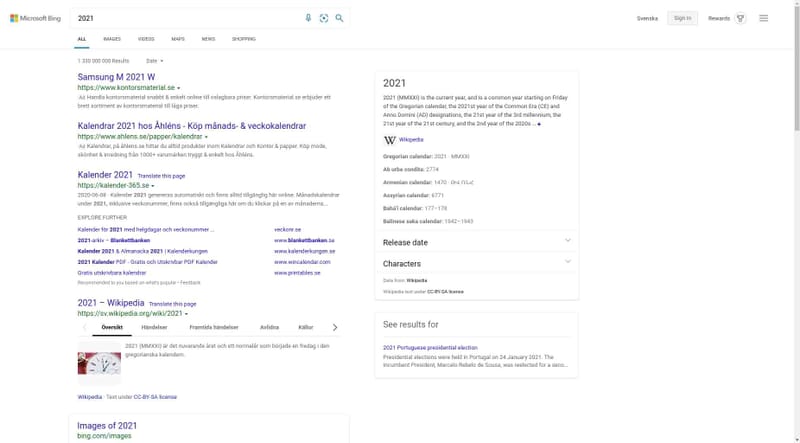 Microsoft Bing
2021
Svenska
Sign in
Rewards
ALL
IMAGES
VIDEOS
MAPS
NEWS
SHOPPING
1 330 000 000 Results
Date
Samsung M 2021 W
https://www.kontorsmaterial.se
Ad Handla kontorsmaterial snabbt & enkelt online till oslagbara priser. Kontorsmaterial.se erbjuder ett
brett sortiment av kontorsmaterial till låga priser.
Kalendrar 2021 hos Åhléns - Köp månads- & veckokalendrar
https://www.ahlens.se/papper/kalendrar
Ad Kalendrar, på åhlens.se hittar du alltid produkter inom Kalendrar och Kontor & papper. Köp mode,
skönhet & inredning från 1000+ varumärken tryggt & enkelt hos Åhléns.
Kalender 2021 Translate this page
https://kalender-365.se
2020-06-08 · Kalender 2021 genereras automatiskt och finns alltid tillgänglig här online. Månadskalendrar
under 2021, inklusive veckonummer, finns också tillgängliga här om du klickar på en av månaderna...
EXPLORE FURTHER
Kalender för 2021 med helgdagar och veckonummer ... veckonr.se
2021-arkiv – Blankettbanken www.blankettbanken.se
Kalender 2021 & Almanacka 2021 | Kalenderkungen www.kalenderkungen.se
2021 Kalender PDF - Gratis och Utskrivbar PDF Kalender www.wincalendar.com
Gratis utskrivbara kalendrar www.printables.se
Recommended to you based on what's popular • Feedback
2021 – Wikipedia Translate this page
https://sv.wikipedia.org/wiki/2021
Översikt
Händelser
Framtida händelser
Avlidna
Källor
2021 (MMXXI) är det nuvarande året och ett normalår som började en fredag i den
gregorianska kalendern.
Wikipedia · Text under CC-BY-SA license
Images of 2021
bing.com/images
2021
2021 (MMXXI) is the current year, and is a common year starting on Friday
of the Gregorian calendar, the 2021st year of the Common Era (CE) and
Anno Domini (AD) designations, the 21st year of the 3rd millennium, the
21st year of the 21st century, and the 2nd year of the 2020s ...
W Wikipedia
Gregorian calendar: 2021 · MMXXI
Ab urbe condita: 2774
Armenian calendar: 1470 ·
Assyrian calendar: 6771
Bahá'í calendar: 177–178
Balinese saka calendar: 1942–1943
Release date
Characters
Data from: Wikipedia
Wikipedia text under CC-BY-SA license
See results for
2021 Portuguese presidential election
Presidential elections were held in Portugal on 24 January 2021. The
incumbent President, Marcelo Rebelo de Sousa, was reelected for a seco...